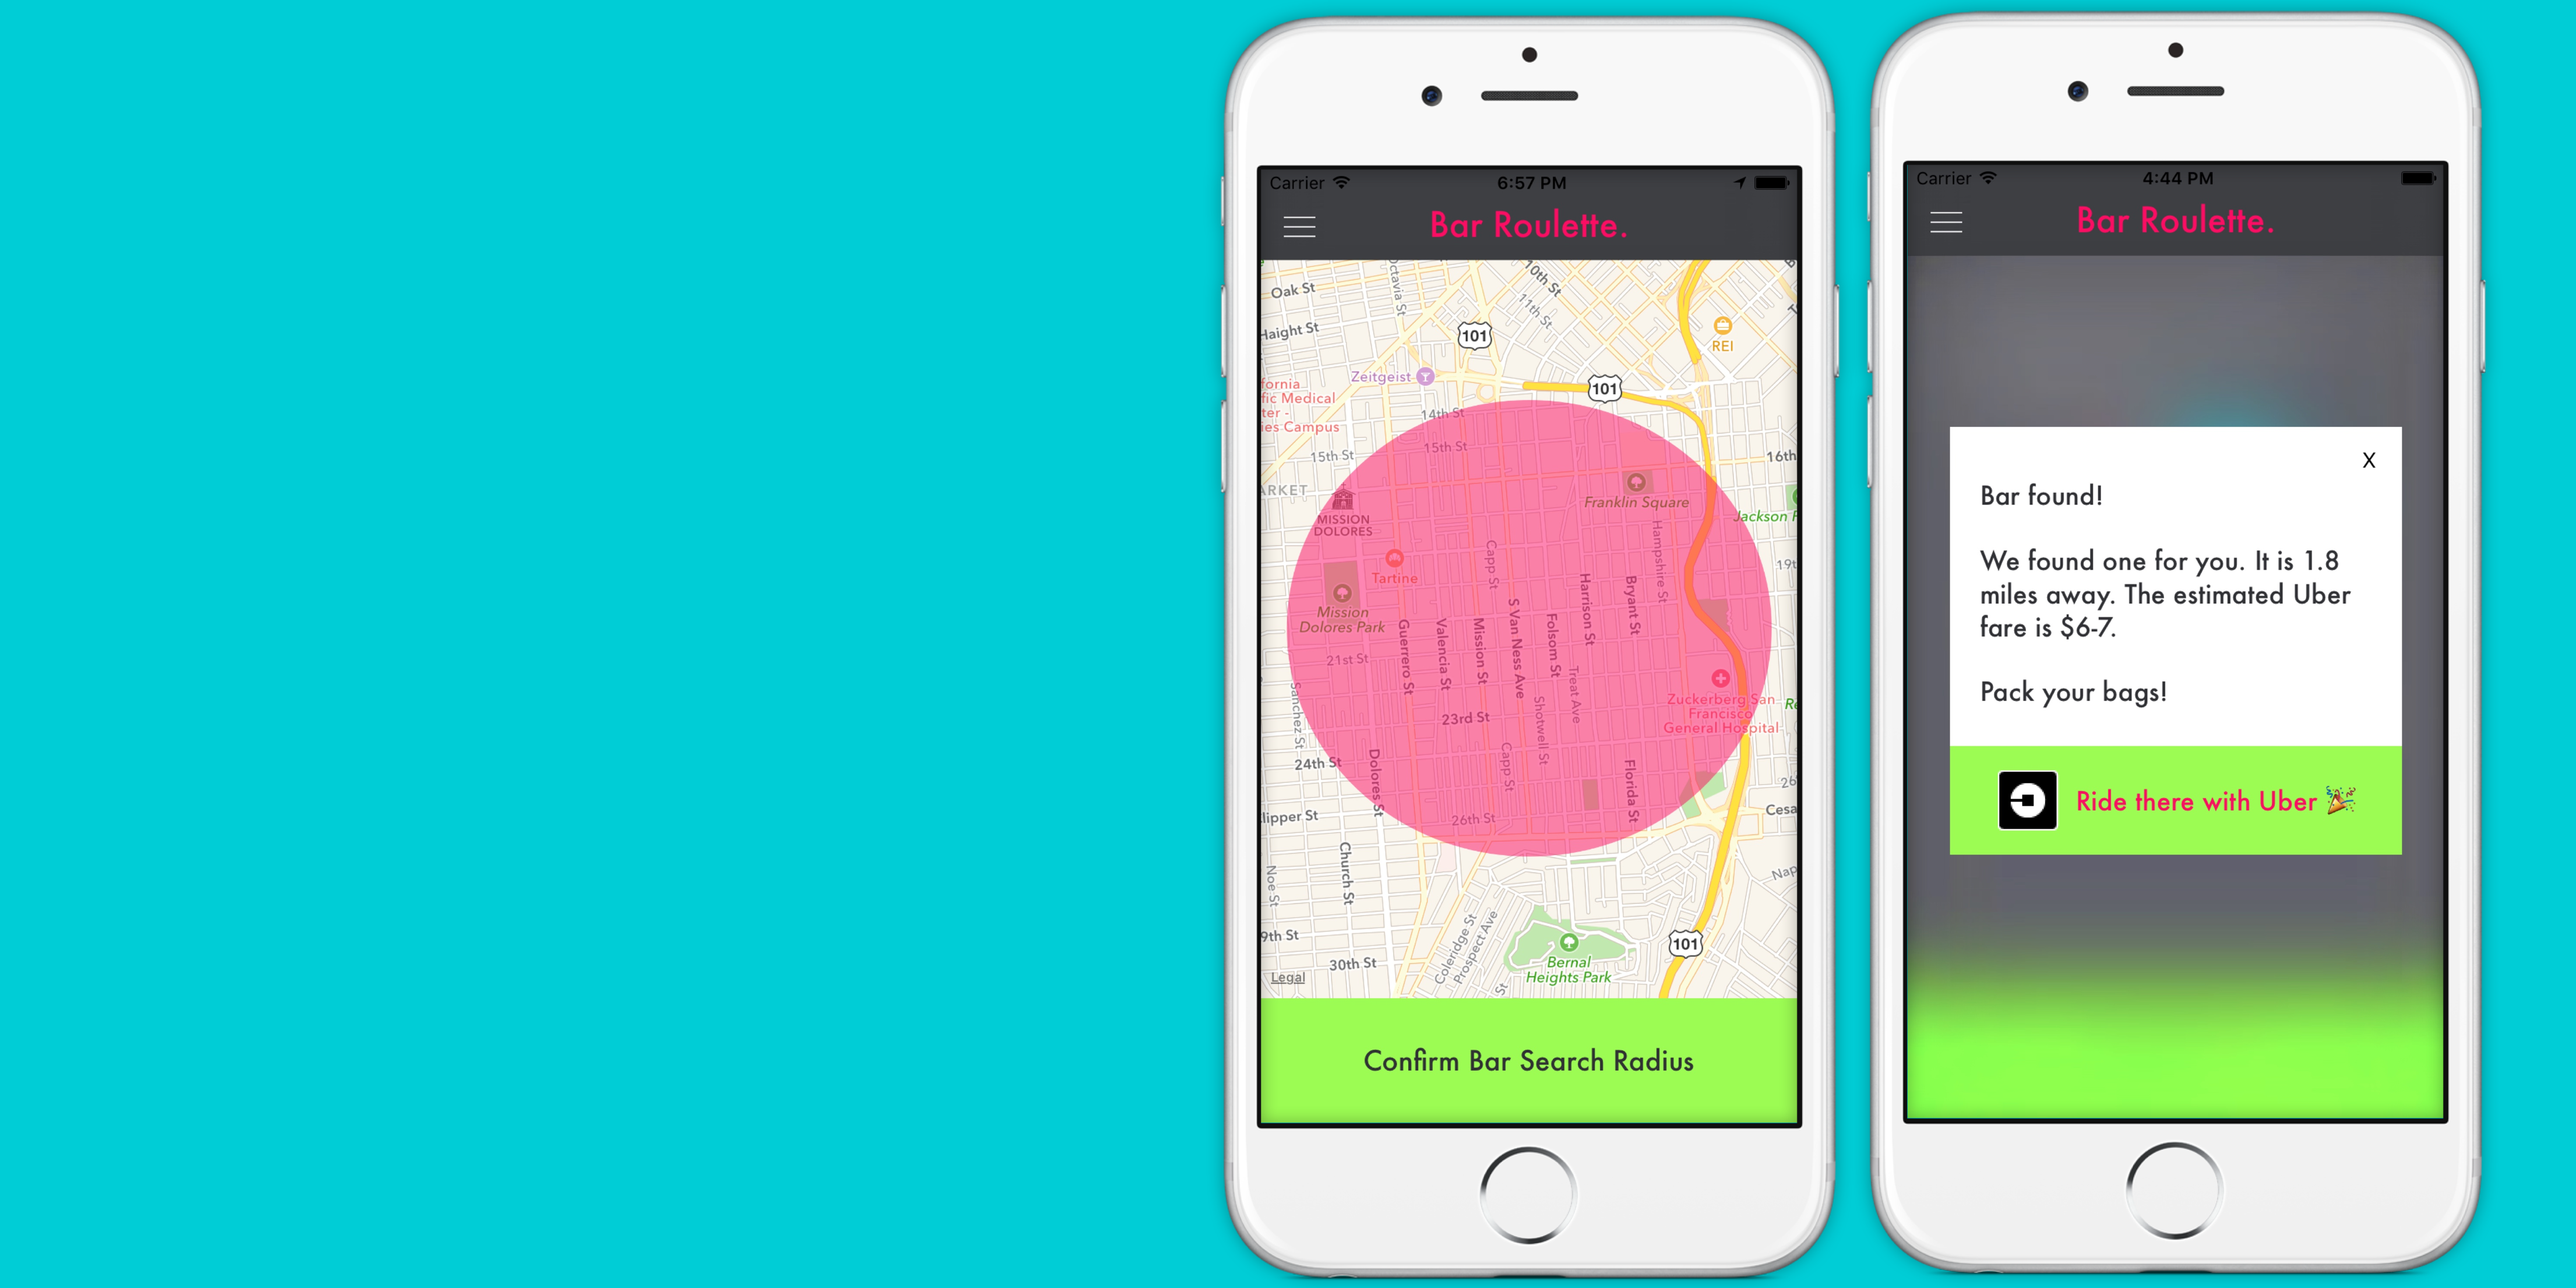 Carrier
6:57 PM
Bar Roulette.
Oak St
Octavia St
10th St
11th St
Haight St
101
REI
Zeitgeist
101
fornia
fic Medical
ter -
ies Campus
14th St
15th St
15th St
16th
ARKET
Franklin Square
MISSION
DOLORES
Jackson
Hampshire St
Capp St
Tartine
19t
Mission
Dolores Park
Guerrero St
Valencia St
Mission St
S Van Ness Ave
Folsom St
Harrison St
Bryant St
Treat Ave
21st St
Sanchez St
Zuckerberg San
Francisco
General Hospital
Re
23rd St
Shotwell St
Capp St
24th St
Dolores St
Florida St
26
Cesa
lipper St
26th St
Church St
Noe St
Nap
9th St
Coleridge St
Prospect Ave
101
30th St
Bernal
Heights Park
St
Legal
Confirm Bar Search Radius
Carrier
4:44 PM
Bar Roulette.
X
Bar found!
We found one for you. It is 1.8
miles away. The estimated Uber
fare is $6-7.
Pack your bags!
Ride there with Uber 🎉